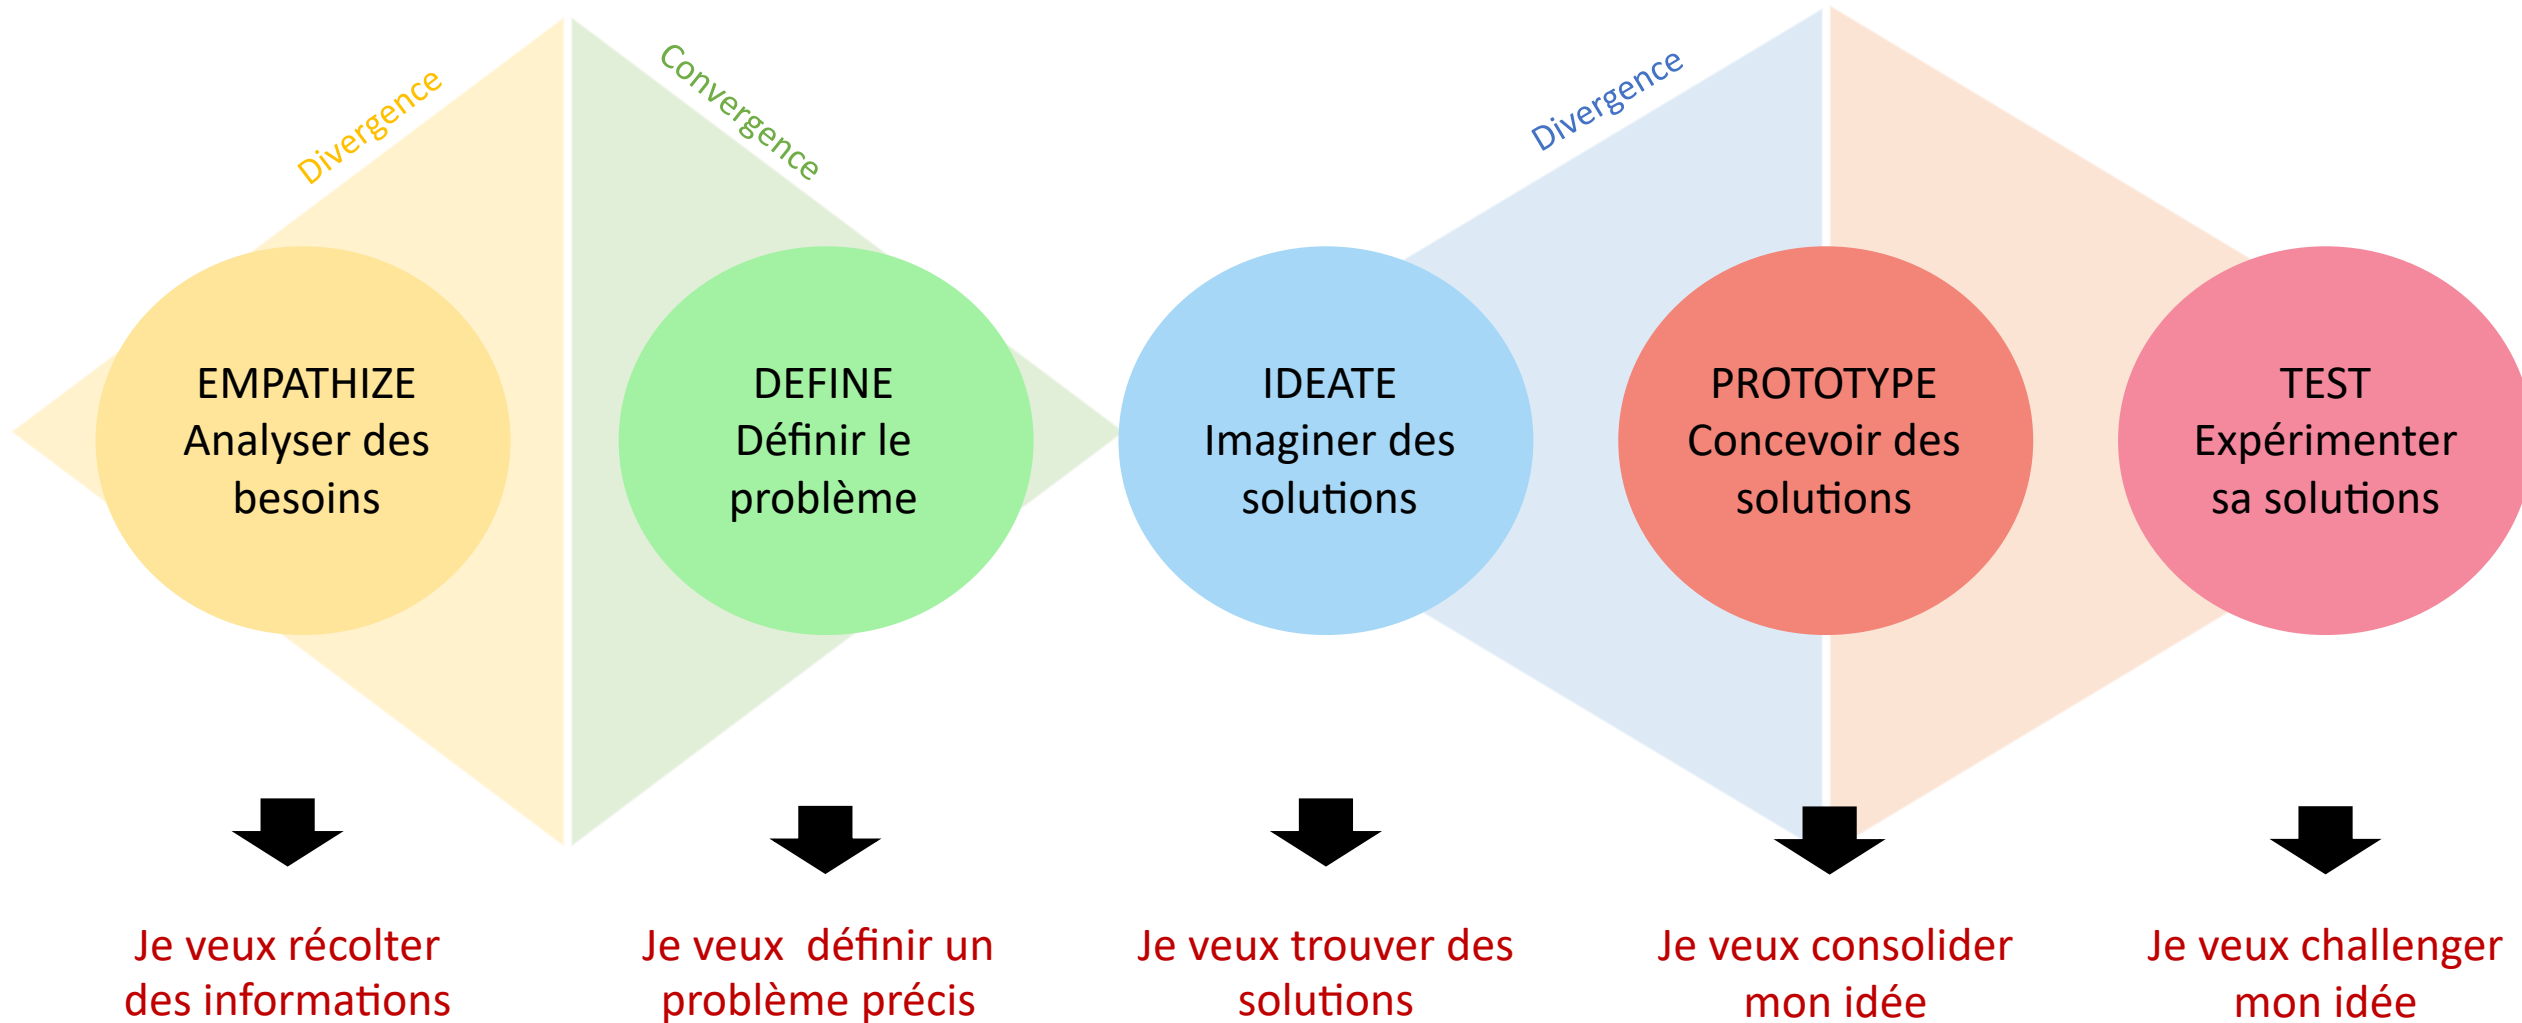 Divergence
Convergence
Divergence
EMPATHIZE
Analyser des
besoins
DEFINE
Définir le
problème
IDEATE
Imaginer des
solutions
PROTOTYPE
Concevoir des
solutions
TEST
Expérimenter
sa solutions
Je veux récolter
des informations
Je veux  définir un
problème précis
Je veux trouver des
solutions
Je veux consolider
mon idée
Je veux challenger
mon idée